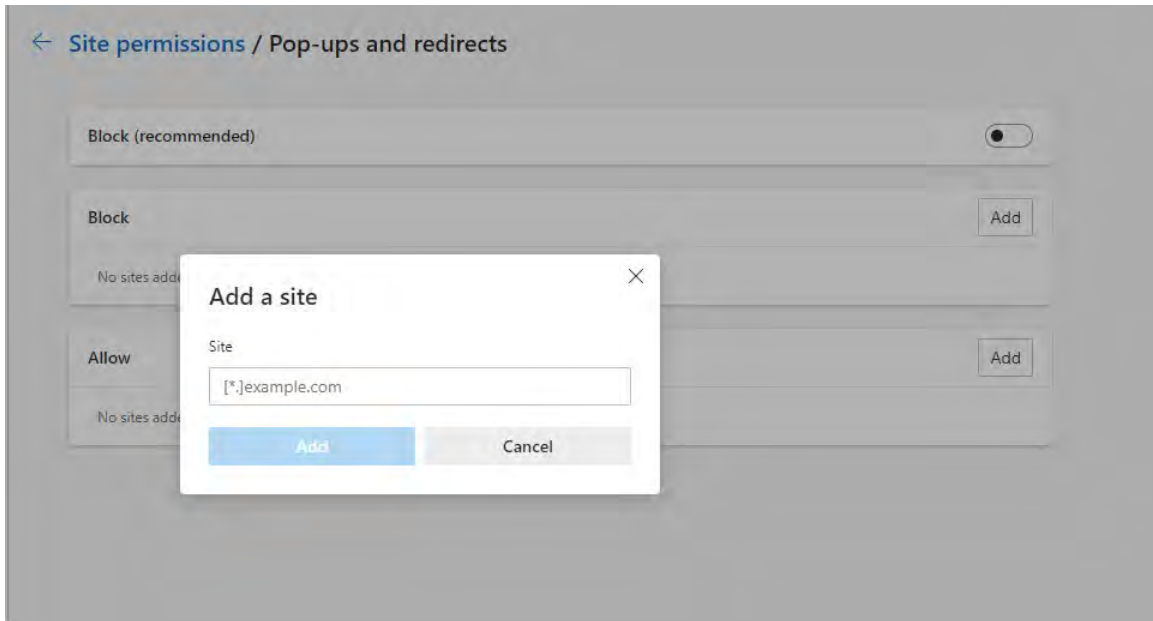 Site permissions / Pop-ups and redirects
Block (recommended)
Block
Add
No sites adde
Add a site
Site
[*.]example.com
Add
Cancel
Allow
Add
No sites adde